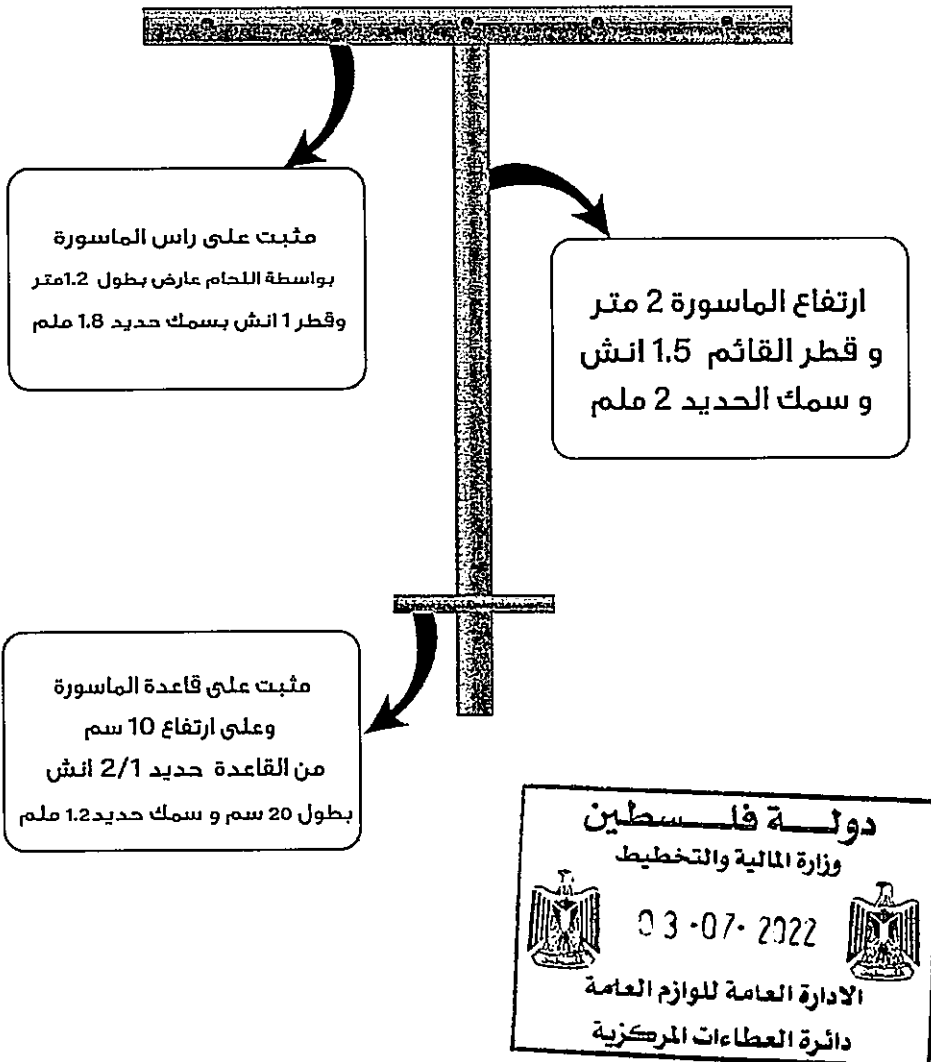 مثبت على راس الماسورة
بواسطة اللحام عارض بطول 1.2متر
وقطر 1 انش بسمك حديد 1.8 ملم
ارتفاع الماسورة 2 متر
و قطر القائم 1.5 انش
و سمك الحديد 2 ملم
مثبت على قاعدة الماسورة
وعلى ارتفاع 10 سم
من القاعدة حديد 2/1 انش
بطول 20 سم و سمك حديد1.2 ملم
دولـــة فلـــسطين
وزارة المالية والتخطيط
03-07-2022
الادارة العامة للوازم العامة
دائرة العطاءات المركزية